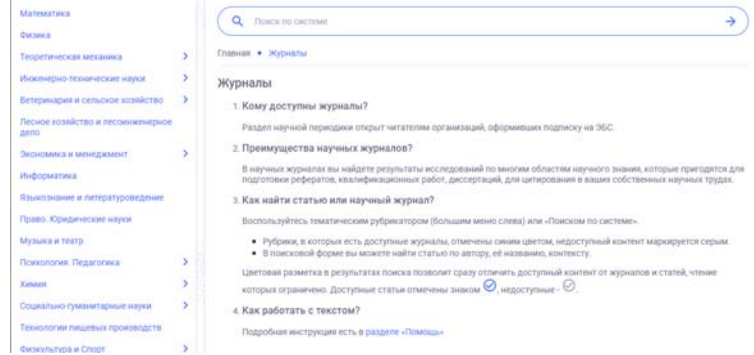 Математика
Физика
Теоретическая механика
Инженерно-технические науки
Ветеринария и сельское хозяйство
Лесное хозяйство и лесоинженерное
дело
Экономика и менеджмент
Информатика
Языкознание и литературоведение
Право. Юридические науки
Музыка и театр
Психология. Педагогика
Химия
Социально-гуманитарные науки
Технологии пищевых производств
Физкультура и Спорт
Поиск по системе
Главная • Журналы
Журналы
1. Кому доступны журналы?
Раздел научной периодики открыт читателям организаций, оформивших подписку на ЭБС.
2. Преимущества научных журналов?
В научных журналах вы найдете результаты исследований по многим областям научного знания, которые пригодятся для
подготовки рефератов, квалификационных работ, диссертаций, для цитирования в ваших собственных научных трудах.
3. Как найти статью или научный журнал?
Воспользуйтесь тематическим рубрикатором (большим меню слева) или «Поиском по системе».
• Рубрики, в которых есть доступные журналы, отмечены синим цветом, недоступный контент маркируется серым.
• В поисковой форме вы можете найти статью по автору, её названию, контексту.
Цветовая разметка в результатах поиска позволит сразу отличить доступный контент от журналов и статей, чтение
которых ограничено. Доступные статьи отмечены знаком , недоступные - .
4. Как работать с текстом?
Подробная инструкция есть в разделе «Помощь»